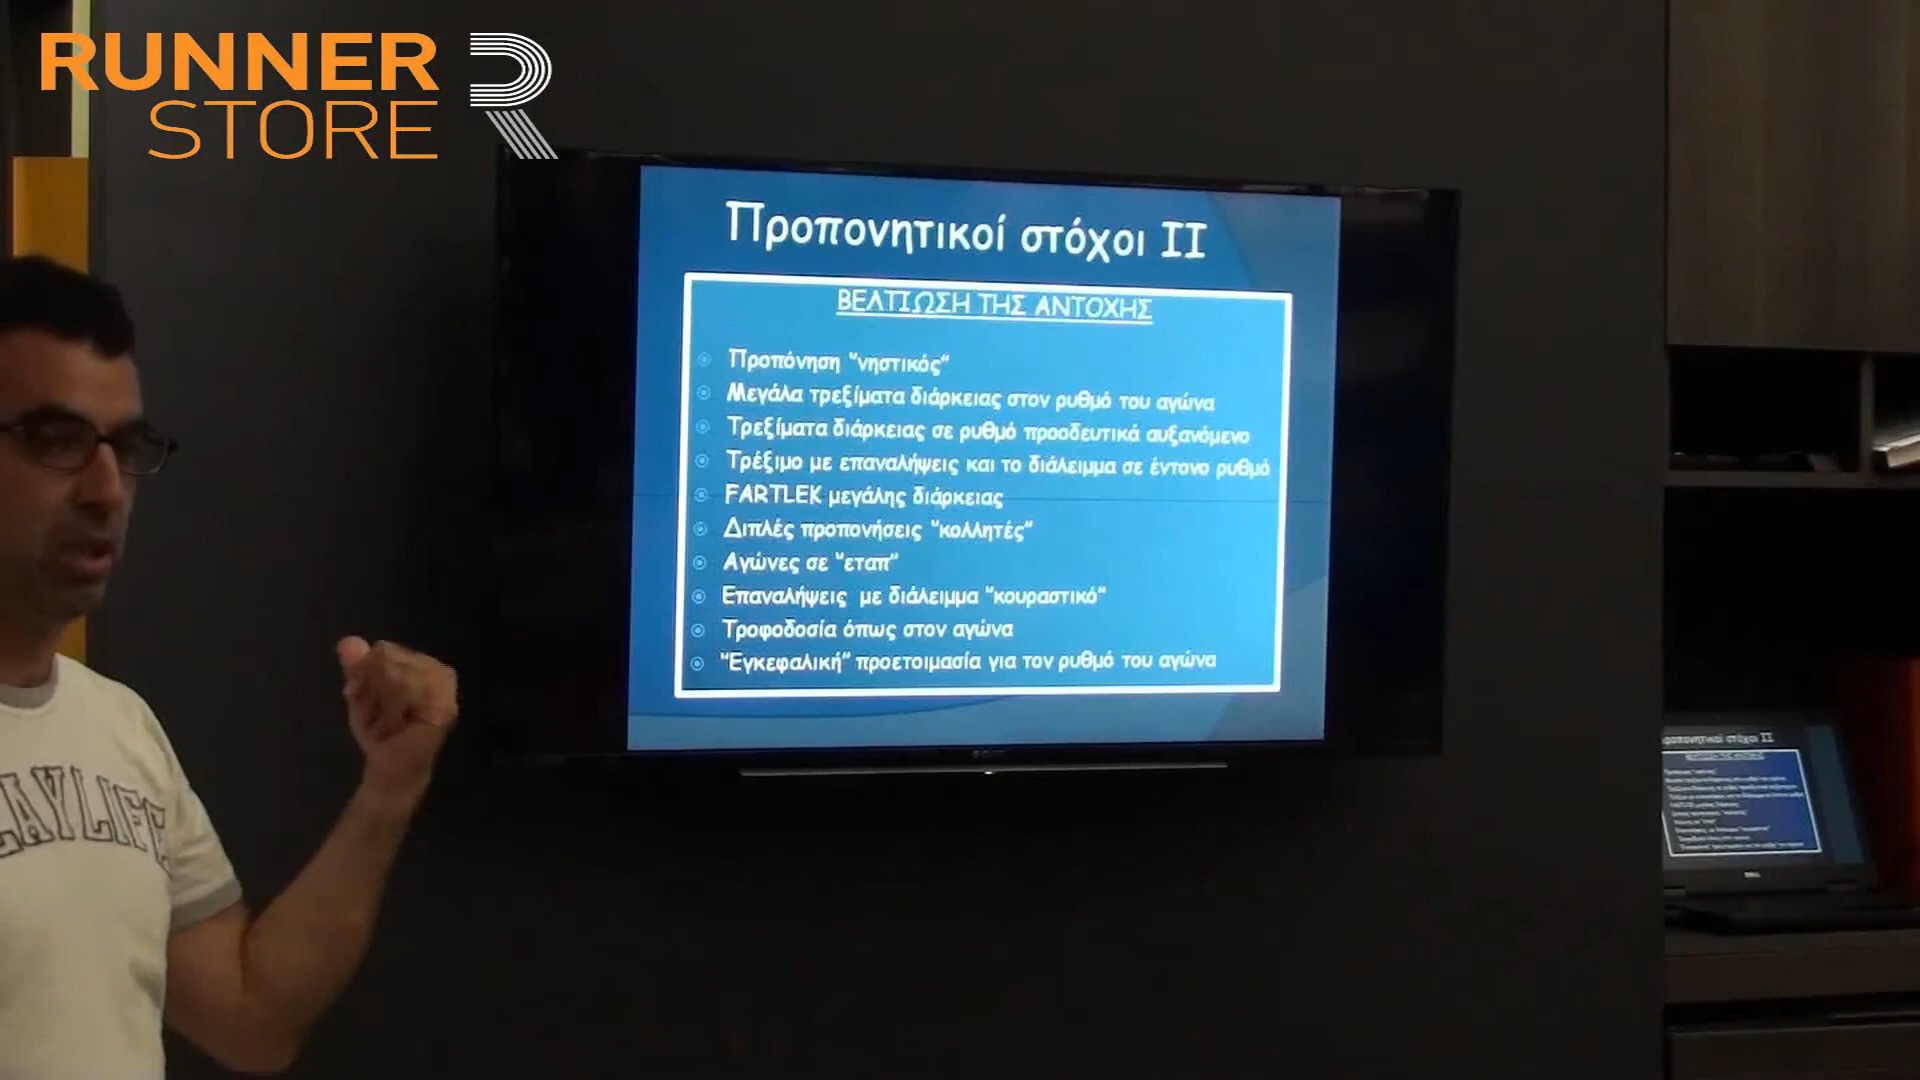 RUNNER
STORE
Προπονητικοί στόχοι II
ΒΕΛΤΙΩΣΗ ΤΗΣ ΑΝΤΟΧΗΣ
Προπόνηση "νηστικός"
Μεγάλα τρεξίματα διάρκειας στον ρυθμό του αγώνα
Τρεξίματα διάρκειας σε ρυθμό προοδευτικά αυξανόμενο
Τρέξιμο με επαναλήψεις και το διάλειμμα σε έντονο ρυθμό
FARTLEK μεγάλης διάρκειας
Διπλές προπονήσεις "κολλητές"
Αγώνες σε "εταπ"
Επαναλήψεις με διάλειμμα "κουραστικό"
Τροφοδοσία όπως στον αγώνα
"Εγκεφαλική" προετοιμασία για τον ρυθμό του αγώνα
LAYLIFE
DELL